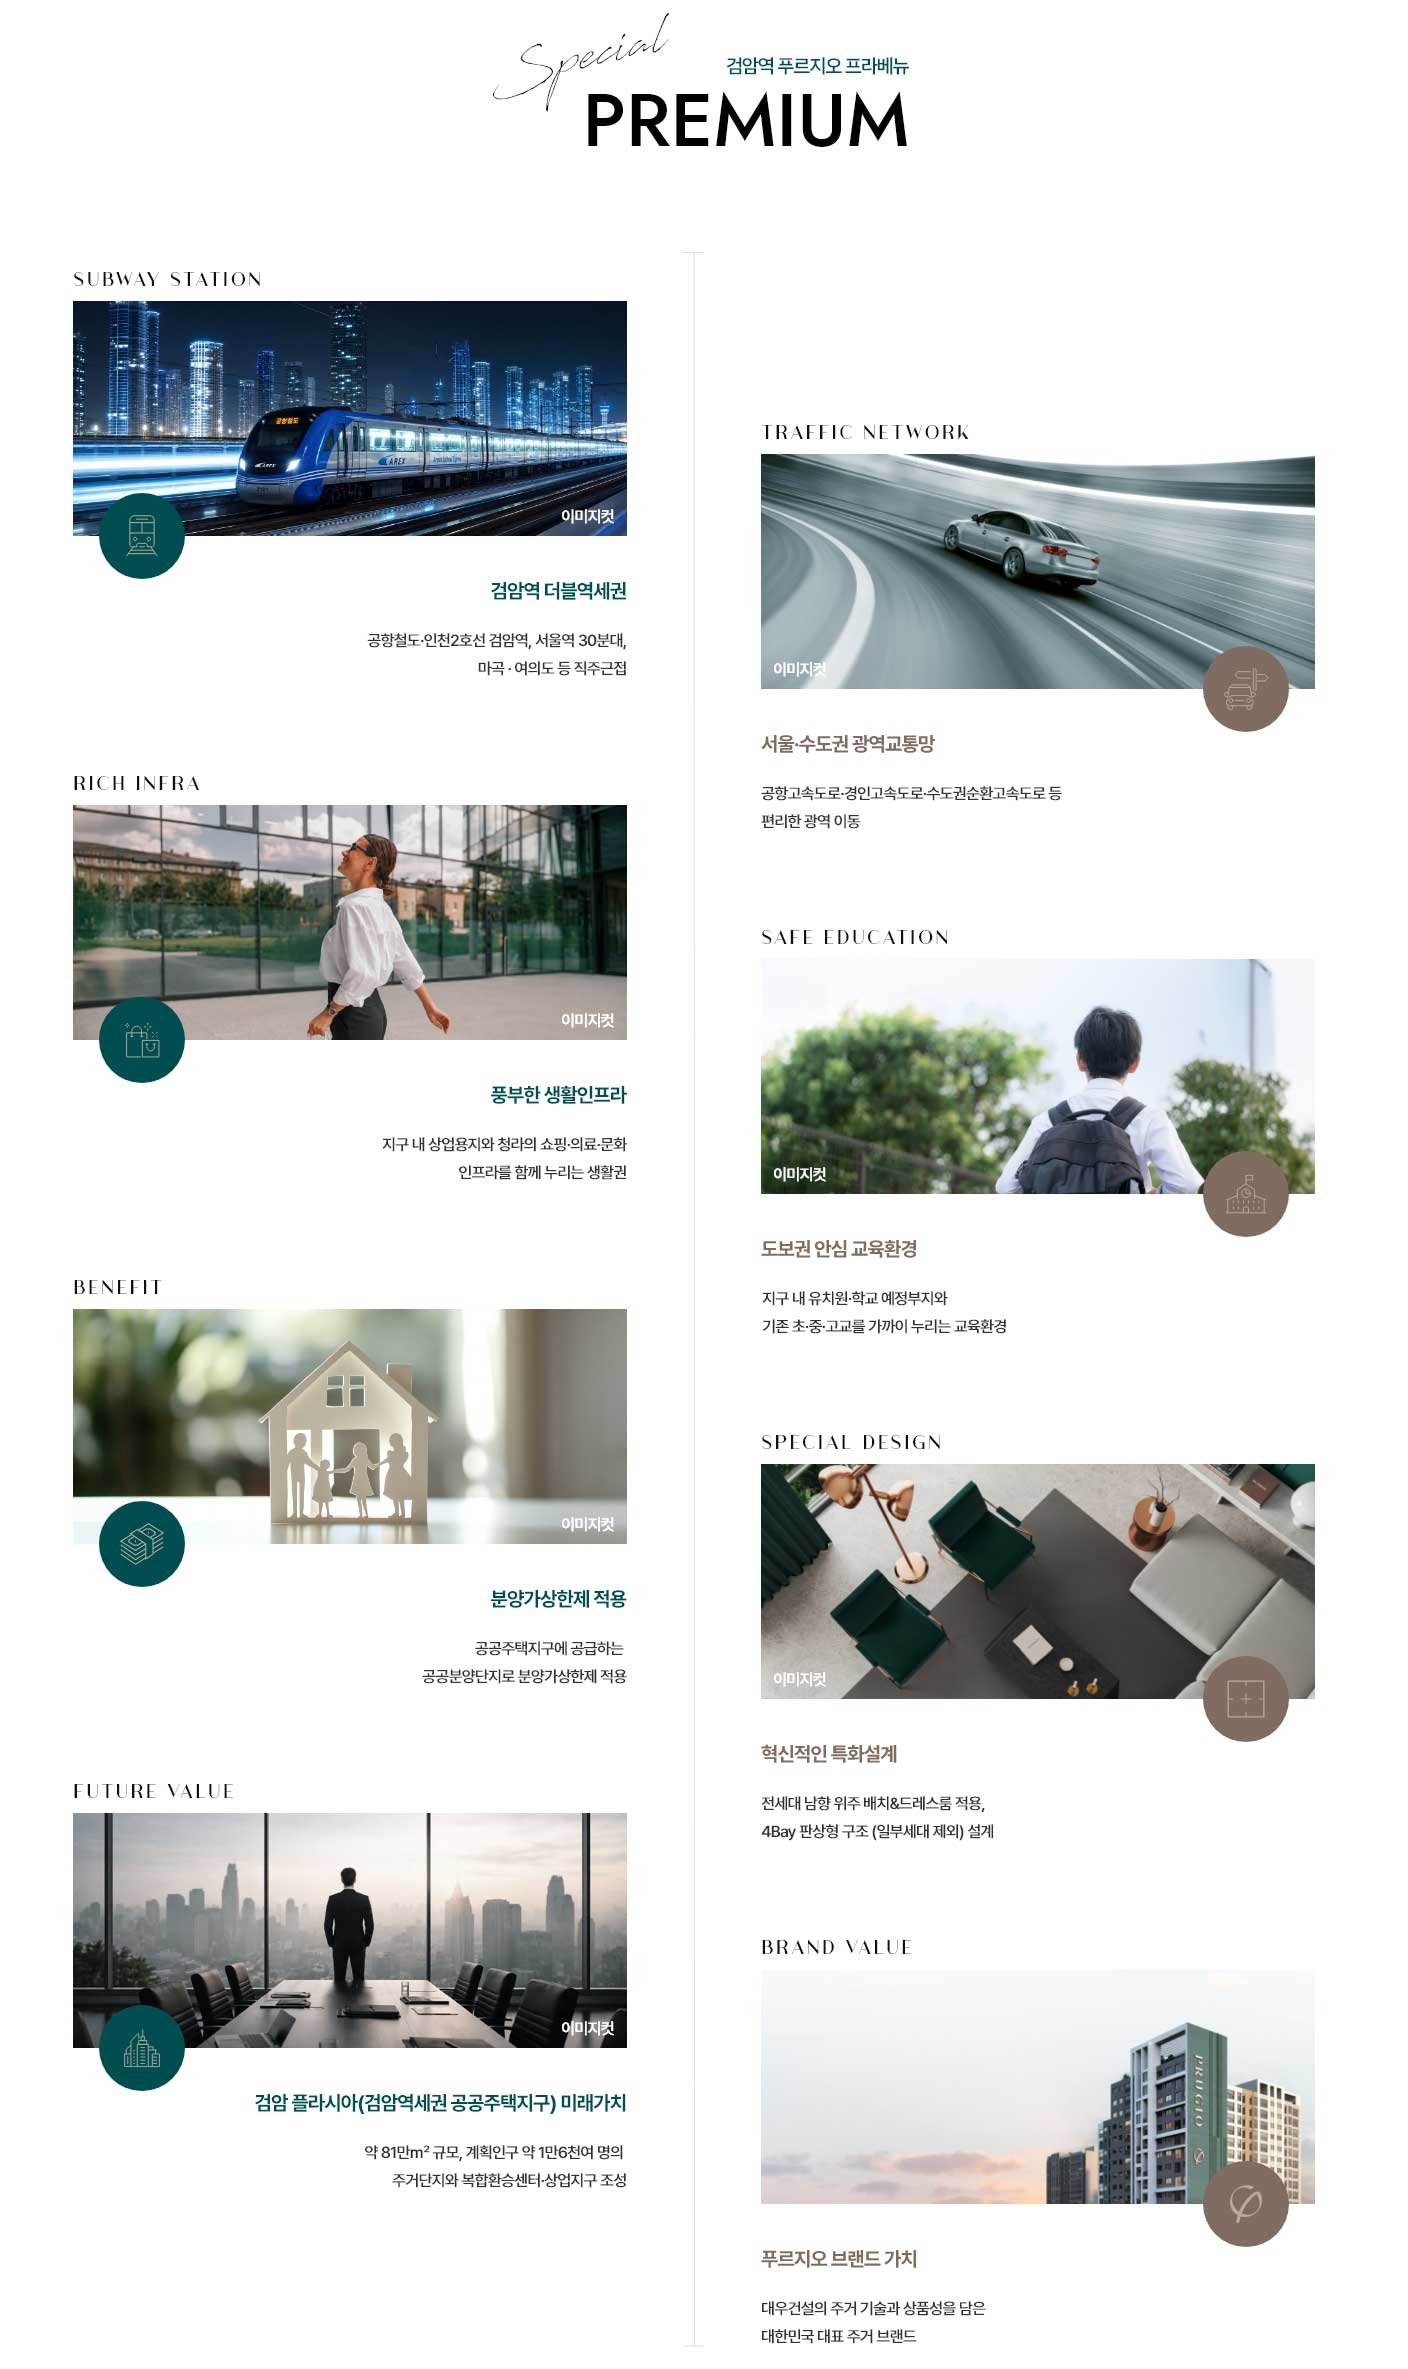 Special
검암역 푸르지오 프라베뉴
PREMIUM
SUBWAY STATION
공항철도
AREX
AREX
이미지컷
검암역 더블역세권
공항철도·인천2호선 검암역, 서울역 30분대,
마곡 · 여의도 등 직주근접
TRAFFIC NETWORK
이미지컷
서울·수도권 광역교통망
공항고속도로·경인고속도로·수도권순환고속도로 등
편리한 광역 이동
RICH INFRA
이미지컷
풍부한 생활인프라
지구 내 상업용지와 청라의 쇼핑·의료·문화
인프라를 함께 누리는 생활권
SAFE EDUCATION
이미지컷
도보권 안심 교육환경
지구 내 유치원·학교 예정부지와
기존 초·중·고교를 가까이 누리는 교육환경
BENEFIT
이미지컷
분양가상한제 적용
공공주택지구에 공급하는
공공분양단지로 분양가상한제 적용
SPECIAL DESIGN
이미지컷
혁신적인 특화설계
전세대 남향 위주 배치&드레스룸 적용,
4Bay 판상형 구조 (일부세대 제외) 설계
FUTURE VALUE
이미지컷
검암 플라시아(검암역세권 공공주택지구) 미래가치
약 81만m² 규모, 계획인구 약 1만6천여 명의
주거단지와 복합환승센터·상업지구 조성
BRAND VALUE
PRUGIO
푸르지오 브랜드 가치
대우건설의 주거 기술과 상품성을 담은
대한민국 대표 주거 브랜드